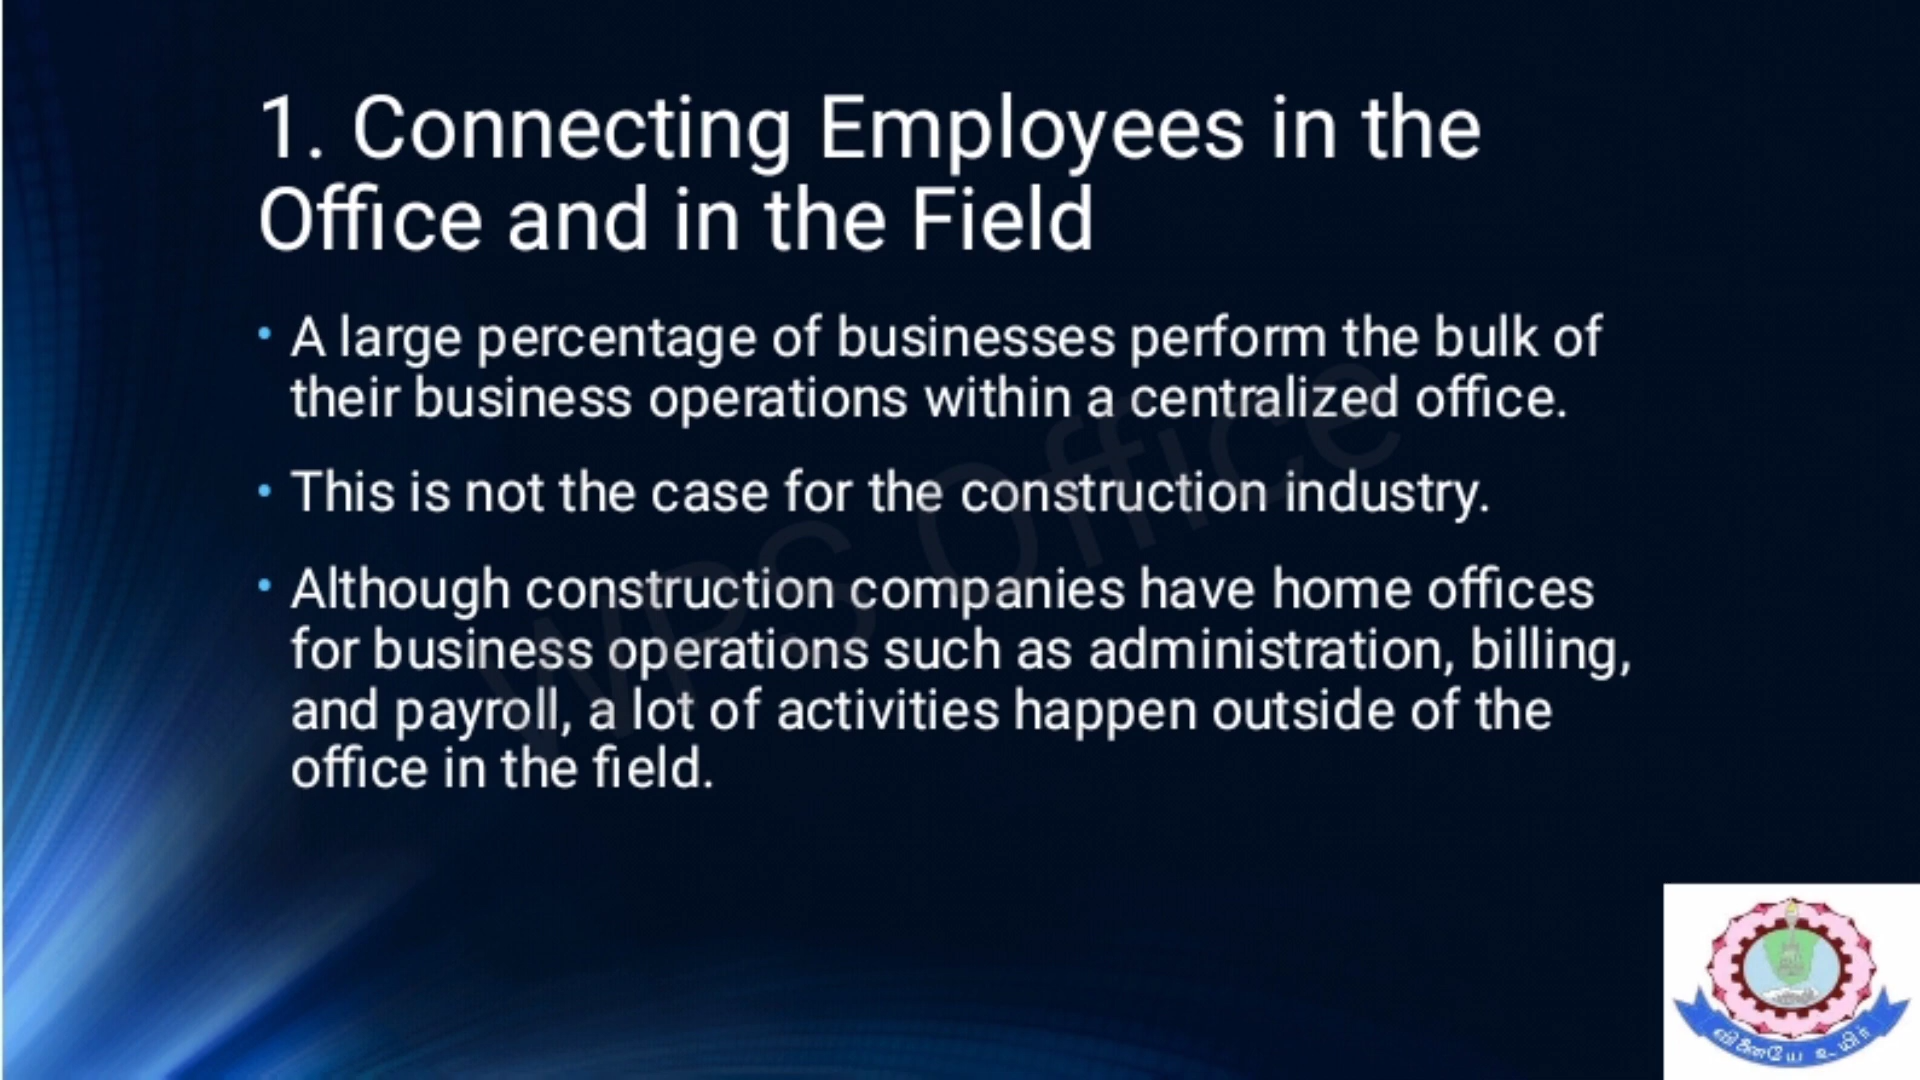 1. Connecting Employees in the
Office and in the Field
• A large percentage of businesses perform the bulk of
their business operations within a centralized office.
• This is not the case for the construction industry.
• Although construction companies have home offices
for business operations such as administration, billing,
and payroll, a lot of activities happen outside of the
office in the field.
WPS Office
வினையே உயிர்